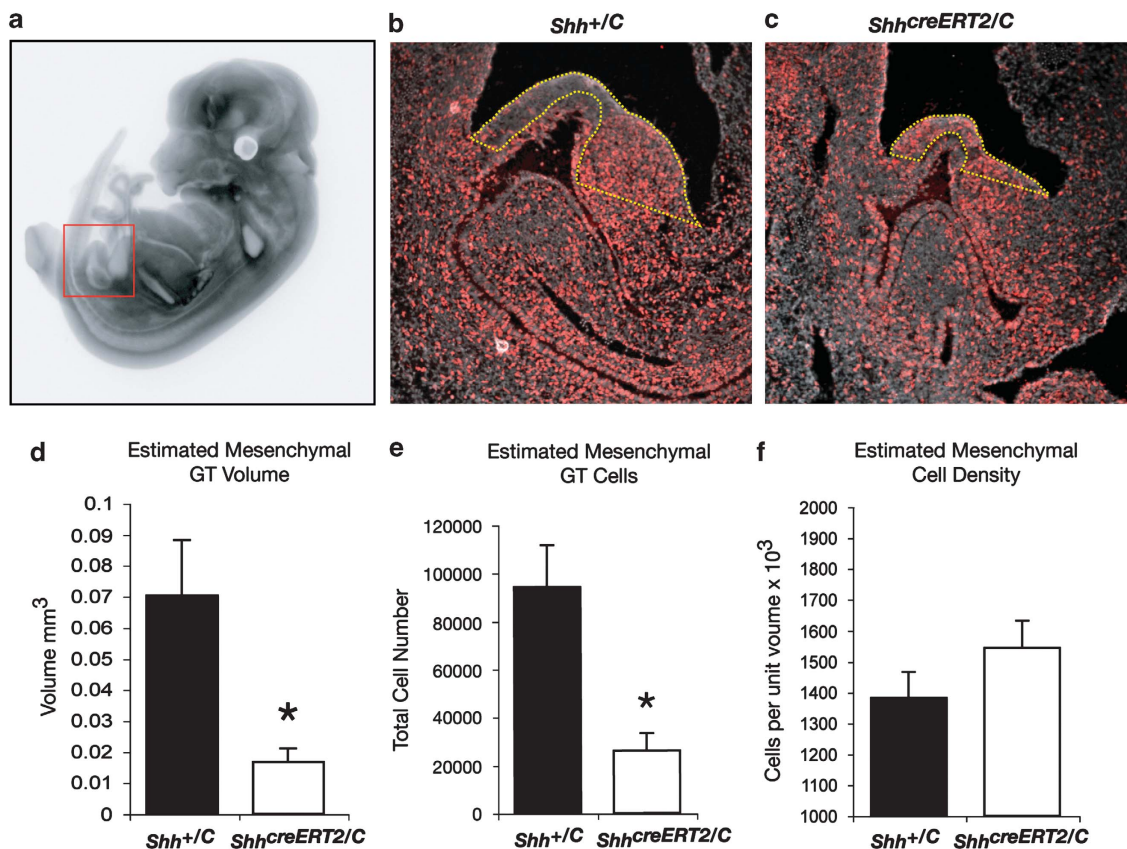 a
b
Shh+/C
c
ShhcreERT2/C
d
Estimated Mesenchymal
GT Volume
Volume mm3
0.1
0.09
0.08
0.07
0.06
0.05
0.04
0.03
0.02
0.01
0
*
Shh+/C
ShhcreERT2/C
e
Estimated Mesenchymal
GT Cells
Total Cell Number
120000
100000
80000
60000
40000
20000
0
*
Shh+/C
ShhcreERT2/C
f
Estimated Mesenchymal
Cell Density
Cells per unit voume x 103
2000
1900
1800
1700
1600
1500
1400
1300
1200
1000
Shh+/C
ShhcreERT2/C